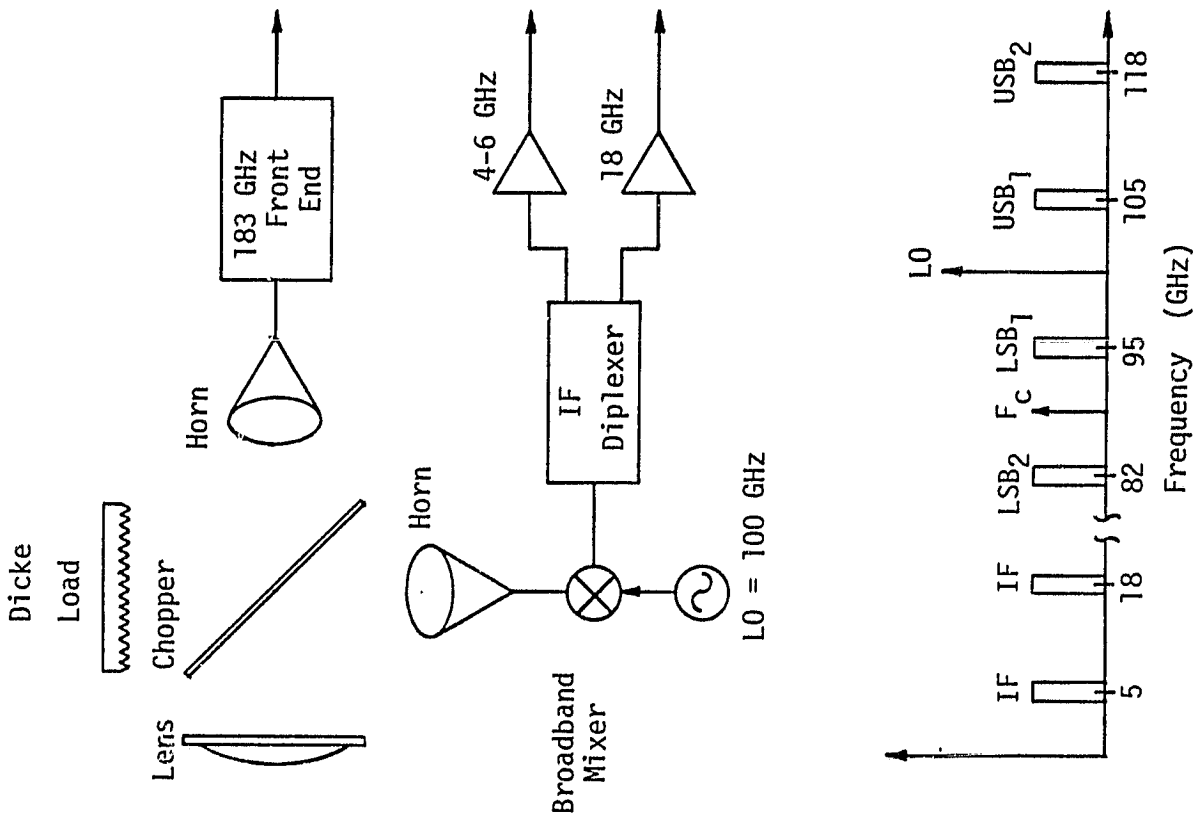 Dicke
Load
Lens
Chopper
Horn
183 GHz
Front
End
Horn
Broadband
Mixer
LO = 100 GHz
IF
Diplexer
4-6 GHz
18 GHz
IF
IF
LSB2
FC
LSB1
LO
USB1
USB2
5
18
82
95
105
118
Frequency (GHz)